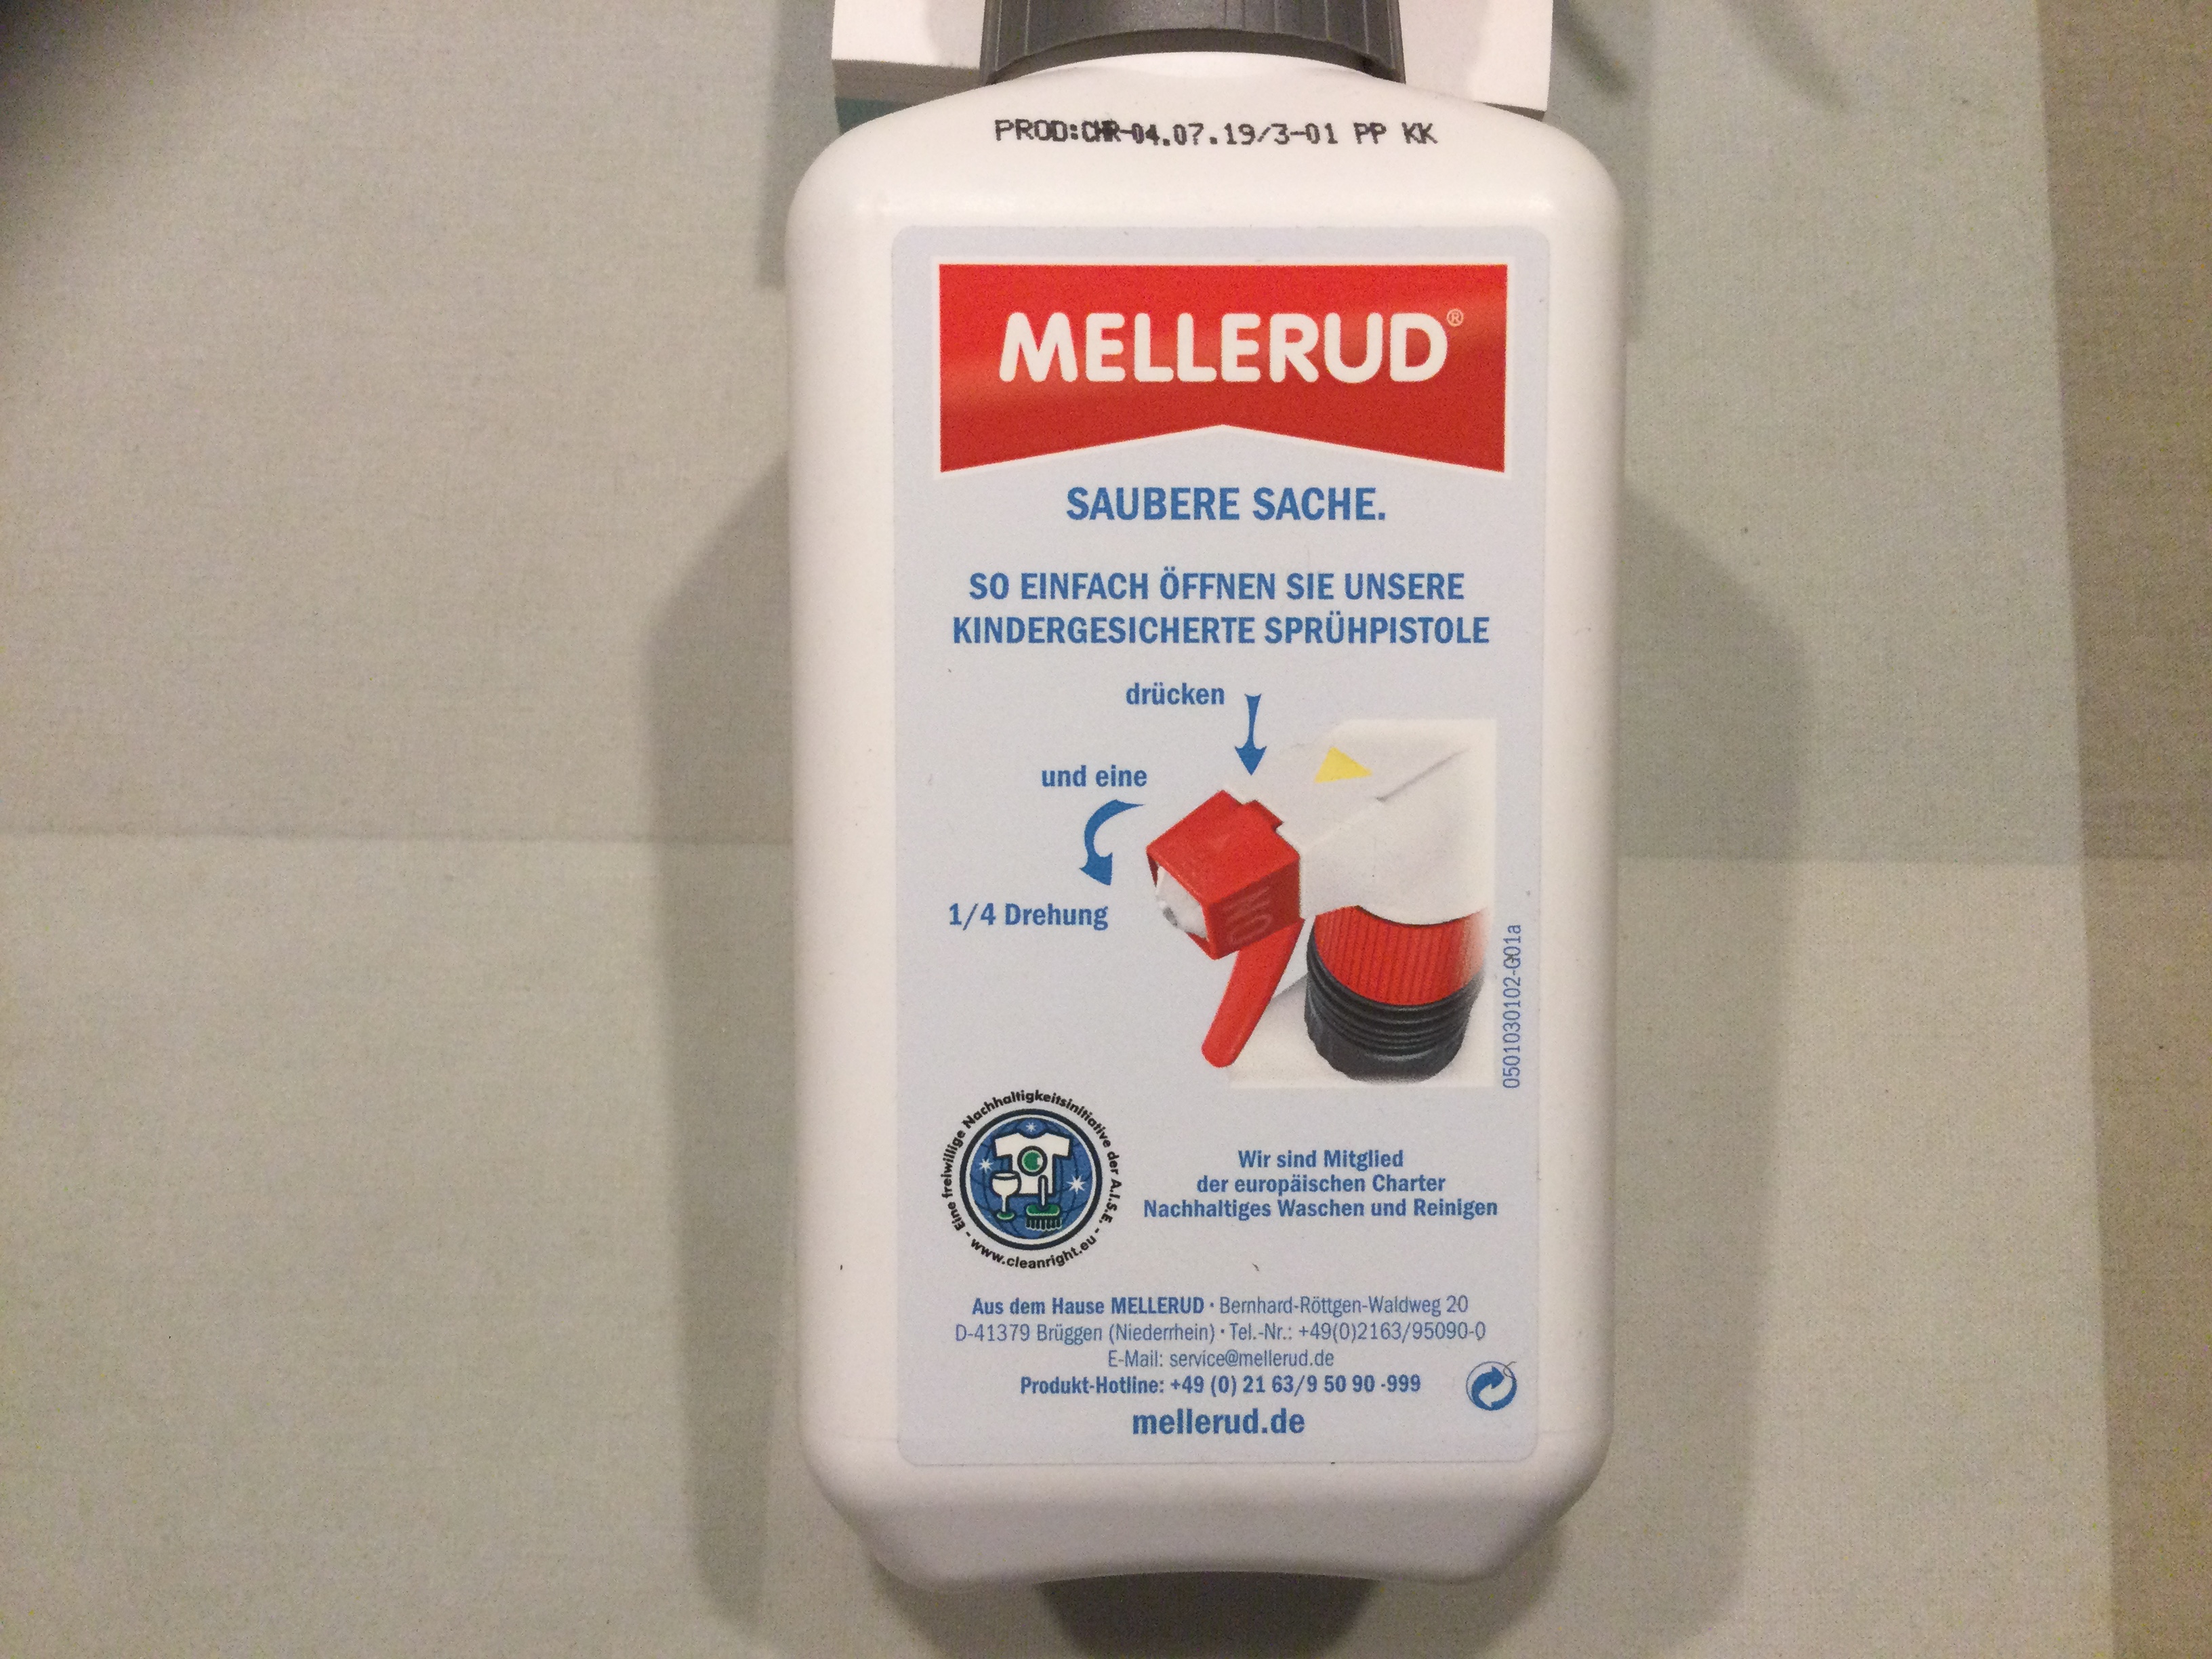 PROD:CHR-04.07.19/3-01 PP KK
MELLERUD®
SAUBERE SACHE.
SO EINFACH ÖFFNEN SIE UNSERE
KINDERGESICHERTE SPRÜHPISTOLE
drücken
und eine
1/4 Drehung
0501030102-G01a
Eine freiwillige Nachhaltigkeitsinitiative der A.I.S.E. - www.cleanright.eu -
Wir sind Mitglied
der europäischen Charter
Nachhaltiges Waschen und Reinigen
Aus dem Hause MELLERUD · Bernhard-Röttgen-Waldweg 20
D-41379 Brüggen (Niederrhein) · Tel.-Nr.: +49(0)2163/95090-0
E-Mail: service@mellerud.de
Produkt-Hotline: +49 (0) 21 63/9 50 90 -999
mellerud.de